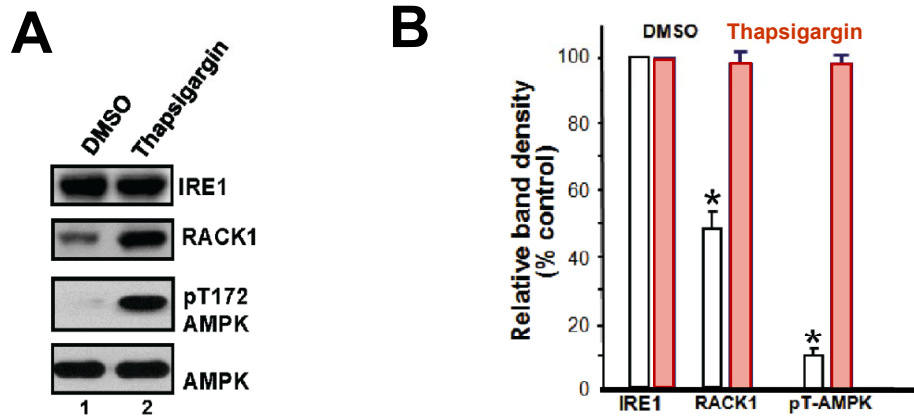 A
DMSO
Thapsigargin
IRE1
RACK1
pT172
AMPK
AMPK
1 2
B
DMSO Thapsigargin
Relative band density
(% control)
100
80
60
40
20
0
*
*
IRE1 RACK1 pT-AMPK